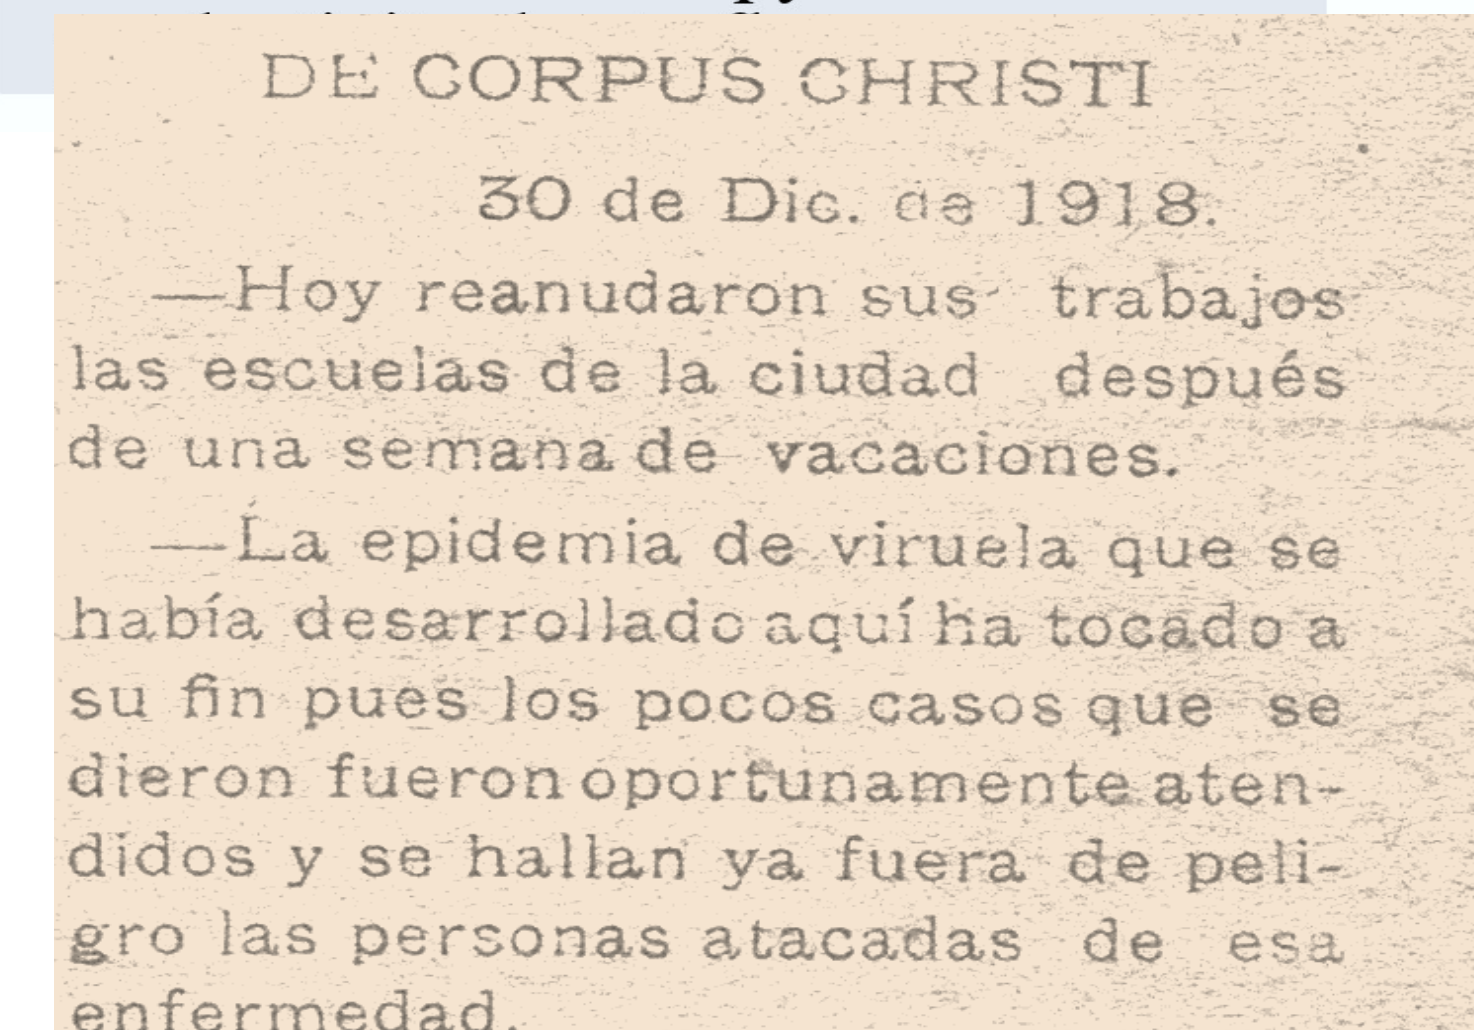 DE CORPUS CHRISTI
30 de Dic. de 1918.
—Hoy reanudaron sus trabajos
las escuelas de la ciudad después
de una semana de vacaciones.
—La epidemia de viruela que se
había desarrollado aquí ha tocado a
su fin pues los pocos casos que se
dieron fueron oportunamente aten-
didos y se hallan ya fuera de peli-
gro las personas atacadas de esa
enfermedad.